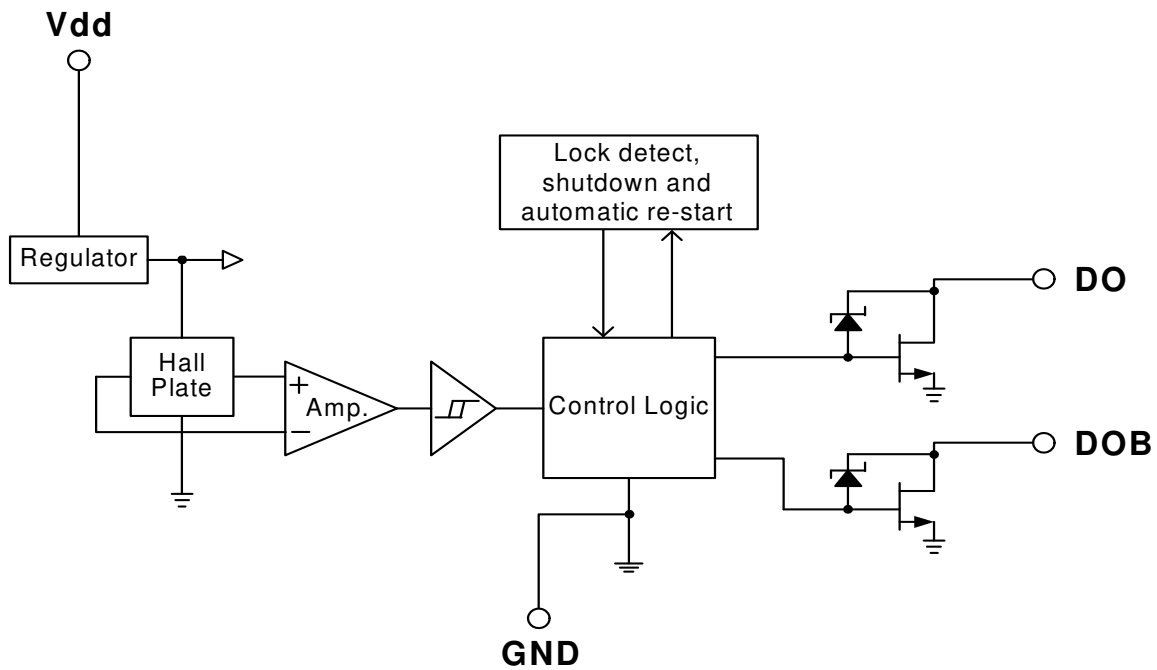 Vdd
Lock detect,
shutdown and
automatic re-start
Regulator
DO
Hall
Plate
+
Amp.
−
Control Logic
DOB
GND